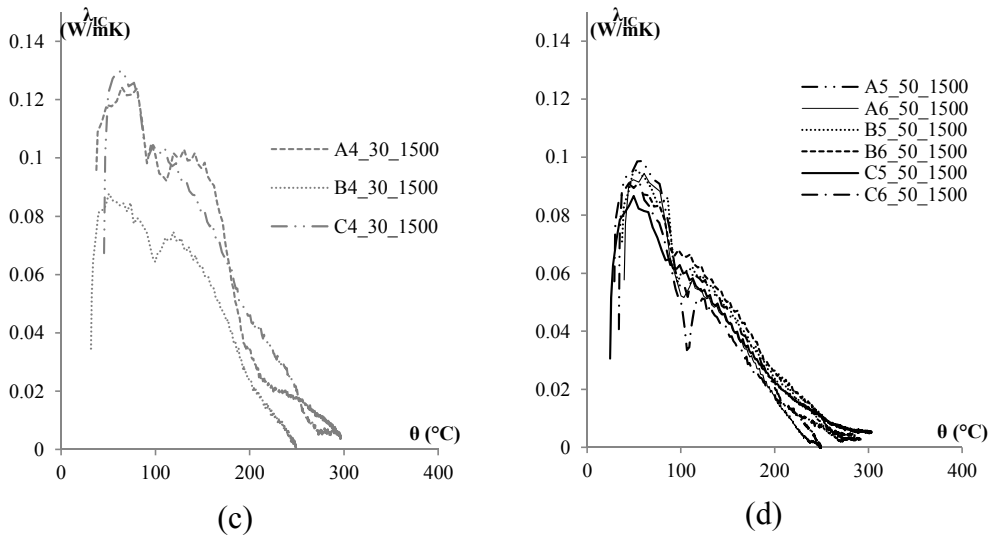 λIC
(W/mK)
0.14
0.12
0.1
0.08
0.06
0.04
0.02
0
0
100
200
300
400
θ (°C)
A4_30_1500
B4_30_1500
C4_30_1500
(c)
λIC
(W/mK)
0.14
0.12
0.1
0.08
0.06
0.04
0.02
0
0
100
200
300
400
θ (°C)
A5_50_1500
A6_50_1500
B5_50_1500
B6_50_1500
C5_50_1500
C6_50_1500
(d)